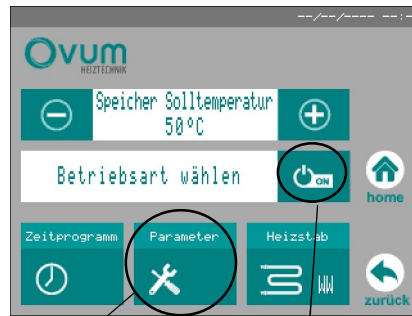 --/--/---- --:-
Ovum
HEIZTECHNIK
Speicher Solltemperatur
50°C
Betriebsart wählen
ON
home
Zeitprogramm
Parameter
Heizstab
zurück